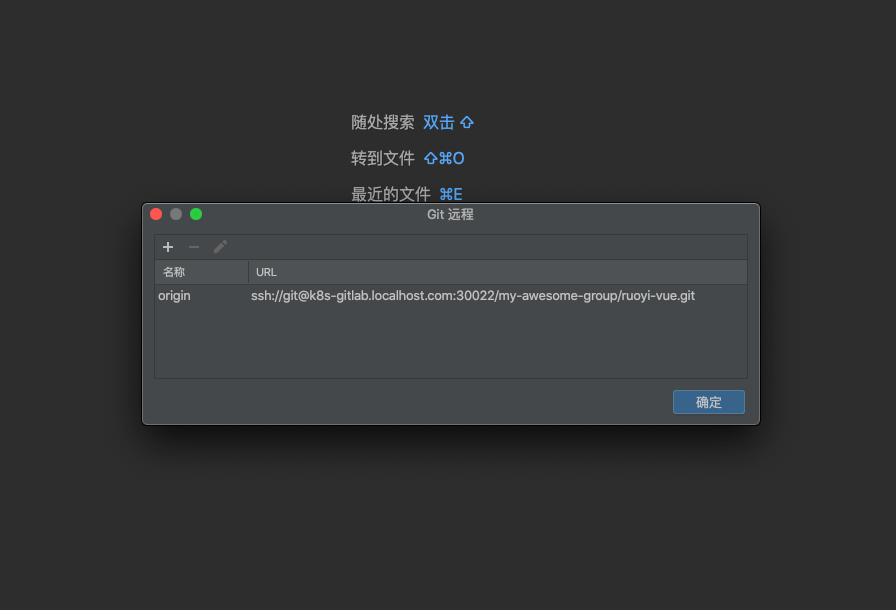 随处搜索 双击 ⇧
转到文件 ⇧⌘O
最近的文件 ⌘E
Git 远程
名称 URL
origin ssh://git@k8s-gitlab.localhost.com:30022/my-awesome-group/ruoyi-vue.git
确定